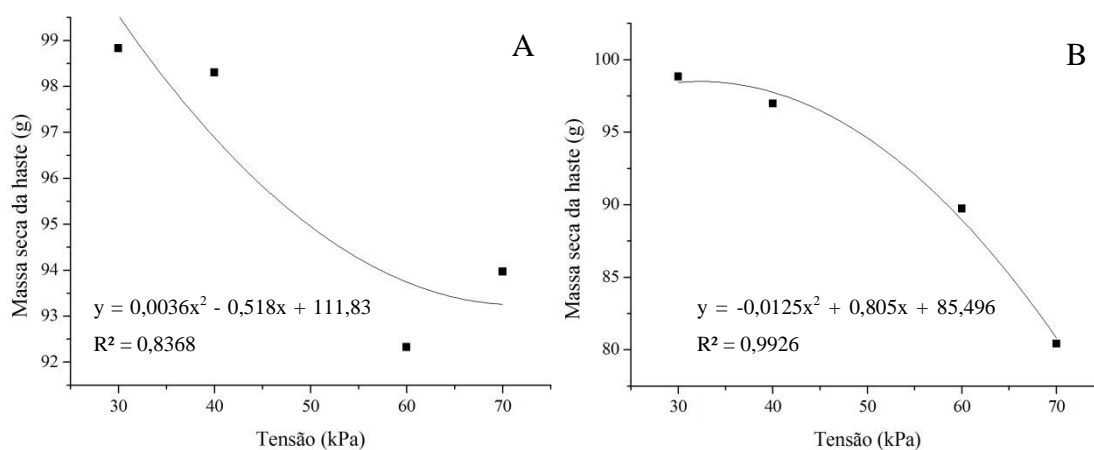 A
Massa seca da haste (g)
99
98
97
96
95
94
93
92
y = 0,0036x² - 0,518x + 111,83
R² = 0,8368
30 40 50 60 70
Tensão (kPa)
B
Massa seca da haste (g)
100
95
90
85
80
y = -0,0125x² + 0,805x + 85,496
R² = 0,9926
30 40 50 60 70
Tensão (kPa)